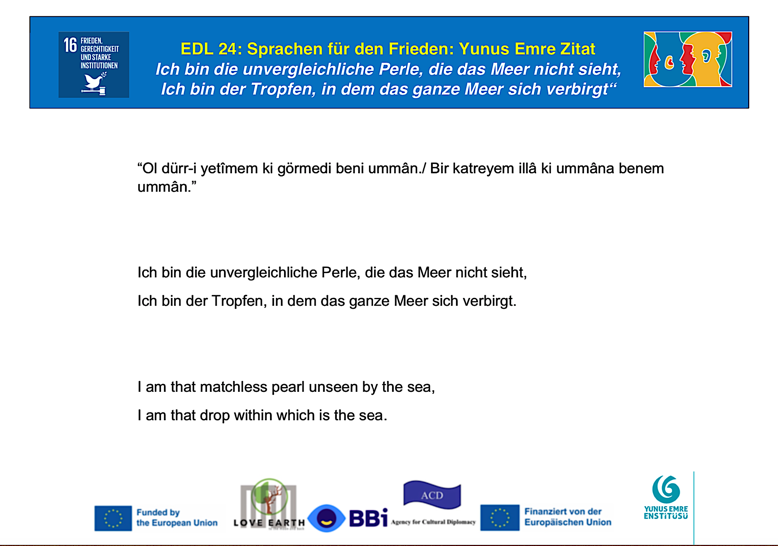 16 FRIEDEN,
GERECHTIGKEIT
UND STARKE
INSTITUTIONEN
EDL 24: Sprachen für den Frieden: Yunus Emre Zitat
Ich bin die unvergleichliche Perle, die das Meer nicht sieht,
Ich bin der Tropfen, in dem das ganze Meer sich verbirgt“
“Ol dürr-i yetîmem ki görmedi beni ummân./ Bir katreyem illâ ki ummâna benem
ummân.”
Ich bin die unvergleichliche Perle, die das Meer nicht sieht,
Ich bin der Tropfen, in dem das ganze Meer sich verbirgt.
I am that matchless pearl unseen by the sea,
I am that drop within which is the sea.
Funded by
the European Union
LOVE EARTH
BBi
ACD
Agency for Cultural Diplomacy
Finanziert von der
Europäischen Union
YUNUS EMRE
ENSTİTÜSÜ